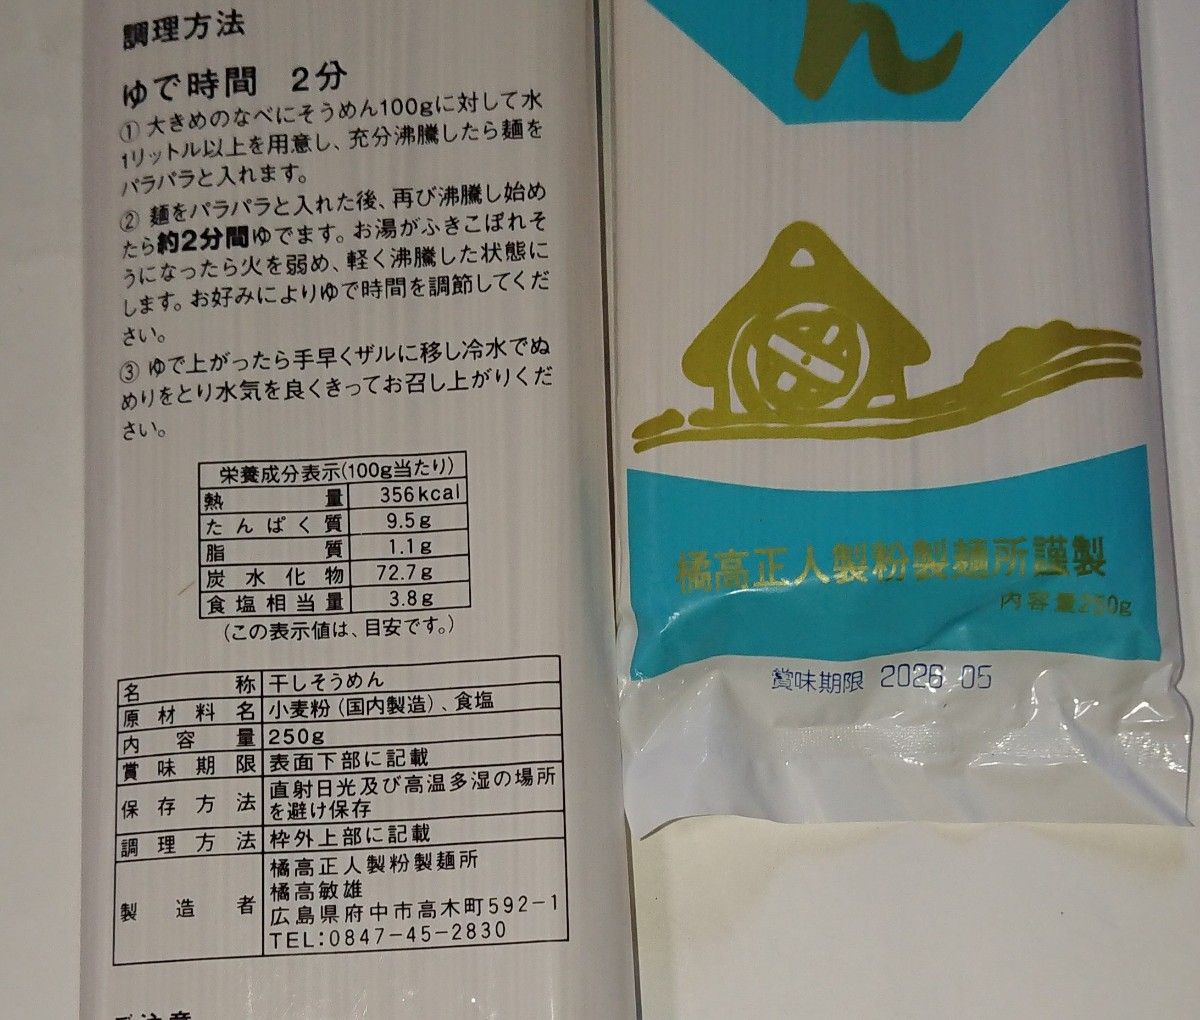 調理方法
ゆで時間 2分
① 大きめのなべにそうめん100gに対して水
1リットル以上を用意し、充分沸騰したら麺を
パラパラと入れます。
② 麺をパラパラと入れた後、再び沸騰し始め
たら約2分間ゆでます。お湯がふきこぼれそ
うになったら火を弱め、軽く沸騰した状態に
します。お好みによりゆで時間を調節してくだ
さい。
③ ゆで上がったら手早くザルに移し冷水でぬ
めりをとり水気を良くきってお召し上がりくだ
さい。
栄養成分表示(100g当たり)
熱量 356kcal
たんぱく質 9.5g
脂質 1.1g
炭水化物 72.7g
食塩相当量 3.8g
(この表示値は、目安です。)
名称 干しそうめん
原材料名 小麦粉(国内製造)、食塩
内容量 250g
賞味期限 表面下部に記載
保存方法 直射日光及び高温多湿の場所
を避け保存
調理方法 枠外上部に記載
製造者 橘高正人製粉製麺所
橘高敏雄
広島県府中市高木町592-1
TEL:0847-45-2830
ご注意
ん
橘高正人製粉製麺所謹製
内容量250g
賞味期限 2026 05